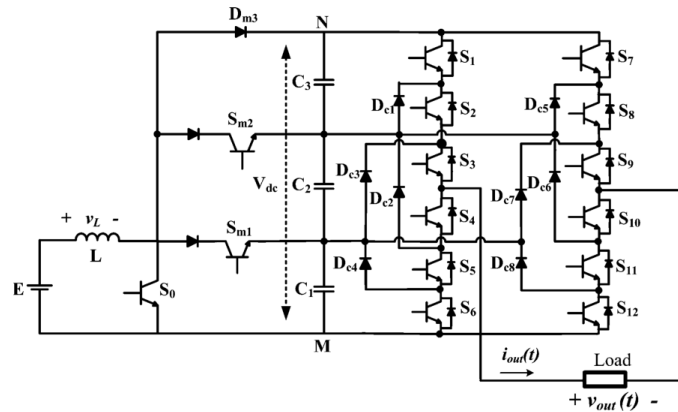 Dm3
N
S1
S7
C3
Sm2
Dc1
S2
Dc5
S8
Vdc
Dc3
S3
Dc7
S9
+ vL -
L
C2
Dc2
Dc6
Sm1
S4
S10
E
S0
C1
Dc4
S5
Dc8
S11
S6
S12
M
iout(t)
Load
+ vout(t) -